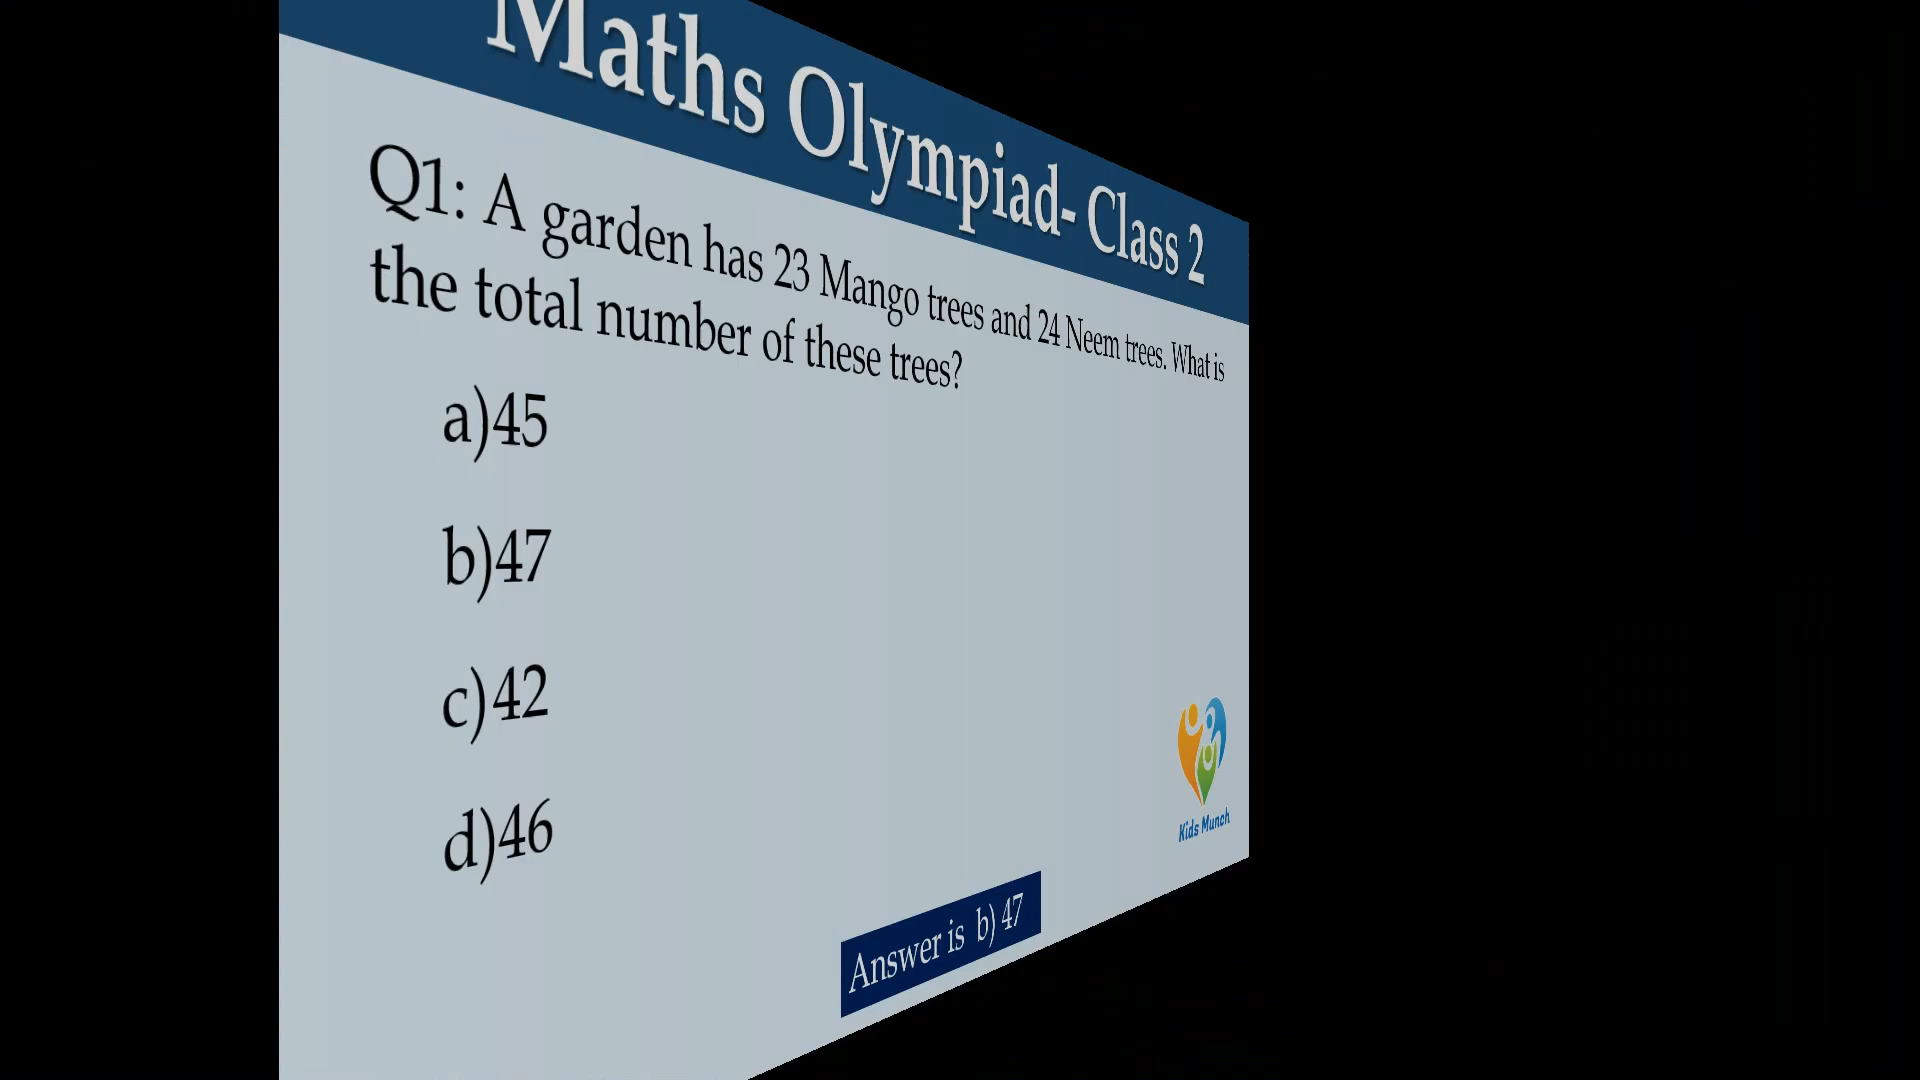 Maths Olympiad- Class 2
Q1: A garden has 23 Mango trees and 24 Neem trees. What is
the total number of these trees?
a)45
b)47
c)42
d)46
Kids Munch
Answer is b) 47